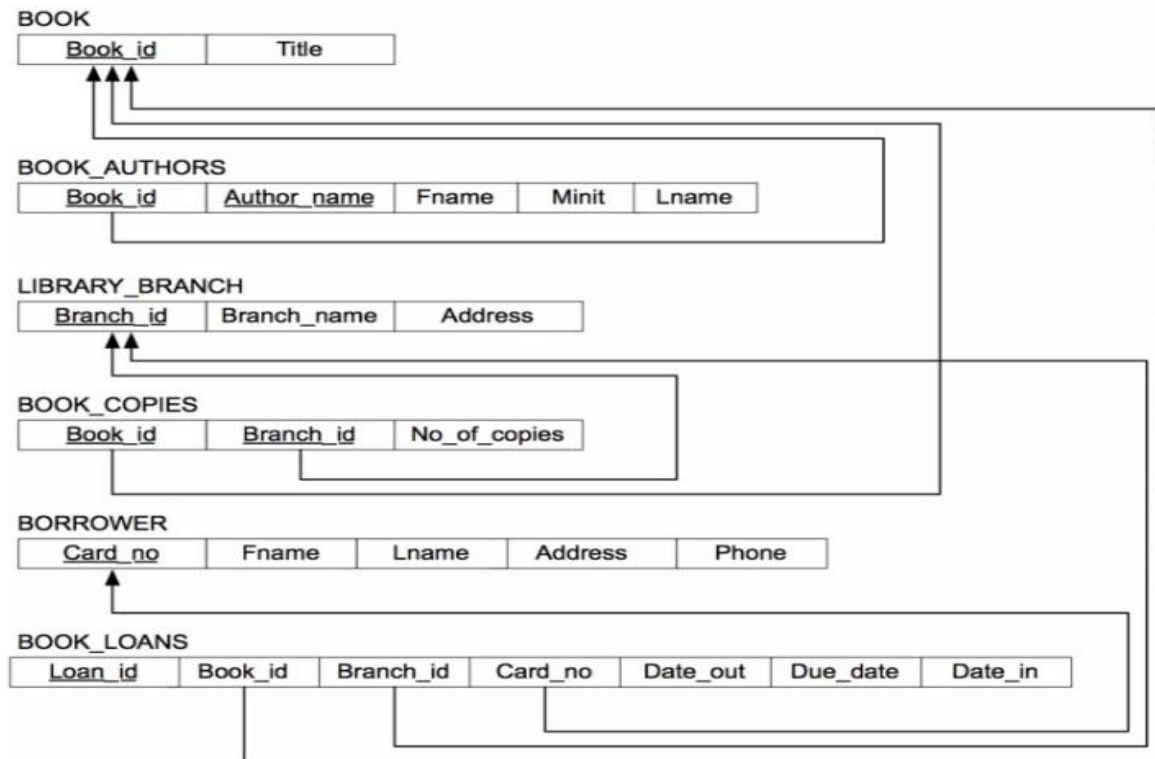 BOOK
Book_id Title
BOOK_AUTHORS
Book_id Author_name Fname Minit Lname
LIBRARY_BRANCH
Branch_id Branch_name Address
BOOK_COPIES
Book_id Branch_id No_of_copies
BORROWER
Card_no Fname Lname Address Phone
BOOK_LOANS
Loan_id Book_id Branch_id Card_no Date_out Due_date Date_in